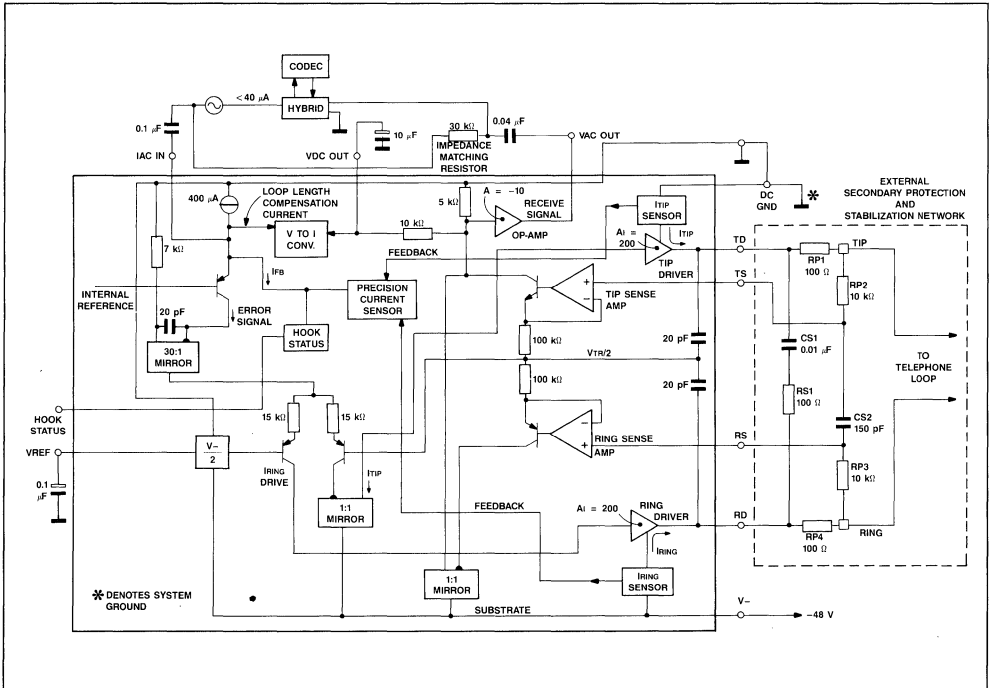 CODEC
HYBRID
<40 μA
0.1 μF
IAC IN
VDC OUT
10 μF
30 kΩ
IMPEDANCE
MATCHING
RESISTOR
0.04 μF
VAC OUT
400 μA
LOOP LENGTH
COMPENSATION
CURRENT
V TO I
CONV.
7 kΩ
5 kΩ
10 kΩ
A = −10
RECEIVE
SIGNAL
OP-AMP
FEEDBACK
ITIP
SENSOR
ITIP
AI =
200
TIP
DRIVER
DC
GND
*
EXTERNAL
SECONDARY PROTECTION
AND
STABILIZATION NETWORK
TD
RP1
100
Ω
TIP
TS
RP2
10 kΩ
INTERNAL
REFERENCE
IFB
PRECISION
CURRENT
SENSOR
+
−
TIP SENSE
AMP
20 pF
ERROR
SIGNAL
30:1
MIRROR
HOOK
STATUS
100 kΩ
VTR/2
100 kΩ
20 pF
20 pF
CS1
0.01 μF
RS1
100
Ω
TO
TELEPHONE
LOOP
CS2
150 pF
HOOK
STATUS
15 kΩ
15 kΩ
−
+
RING SENSE
AMP
RS
VREF
V−
2
IRING
DRIVE
ITIP
RP3
10 kΩ
0.1
μF
1:1
MIRROR
FEEDBACK
AI = 200
RING
DRIVER
IRING
RD
RP4
100
Ω
RING
1:1
MIRROR
IRING
SENSOR
* DENOTES SYSTEM
GROUND
SUBSTRATE
V−
−48 V